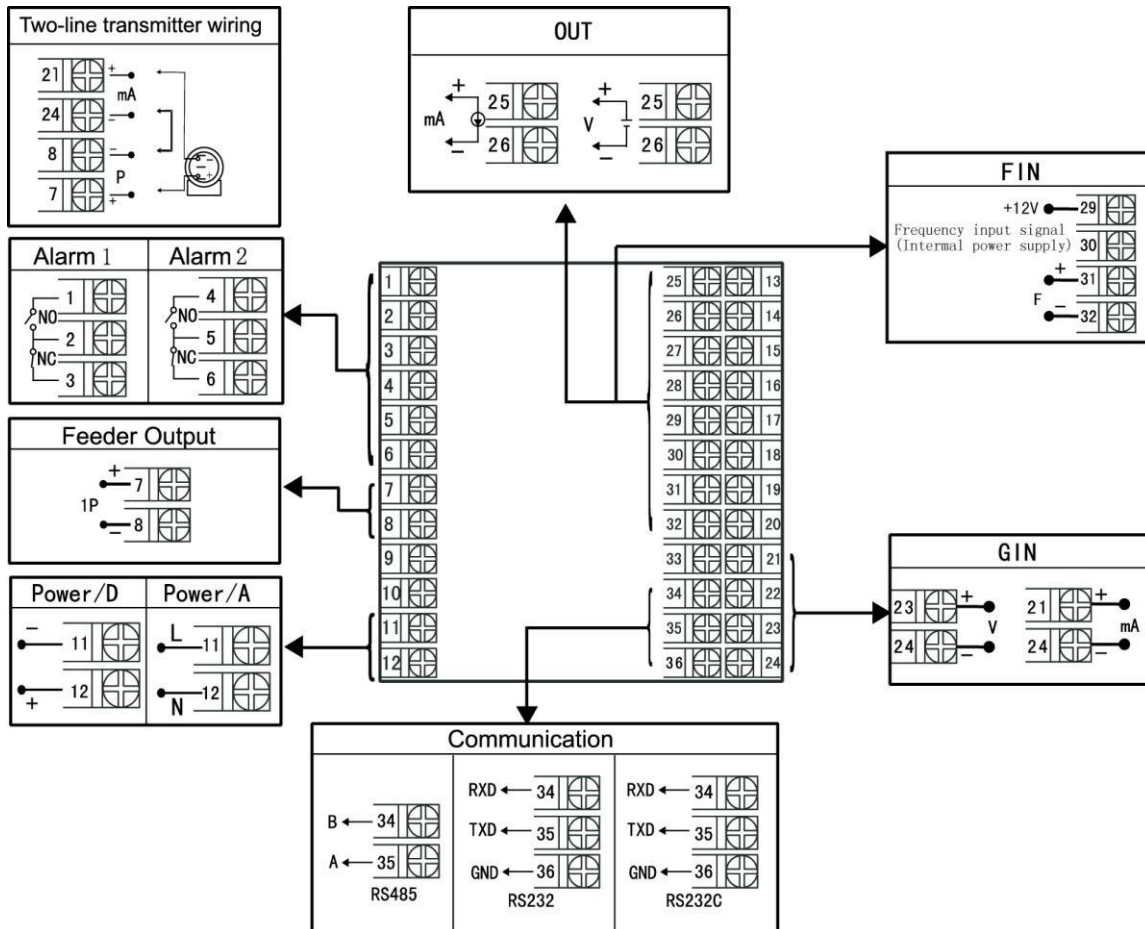 Two-line transmitter wiring
21 +
mA
24 −
8 −
P
7 +
OUT
+ 25
mA
− 26
+ 25
V
− 26
FIN
+12V 29
Frequency input signal
(Intermal power supply)
30
+ 31
F
− 32
Alarm 1
1
NO
2
NC
3
Alarm 2
4
NO
5
NC
6
Feeder Output
+ 7
1P
− 8
Power/D
− 11
+ 12
Power/A
L 11
N 12
1
2
3
4
5
6
7
8
9
10
11
12
25 13
26 14
27 15
28 16
29 17
30 18
31 19
32 20
33 21
34 22
35 23
36 24
GIN
23 +
V
24 −
21 +
mA
24 −
Communication
B 34
A 35
RS485
RXD 34
TXD 35
GND 36
RS232
RXD 34
TXD 35
GND 36
RS232C